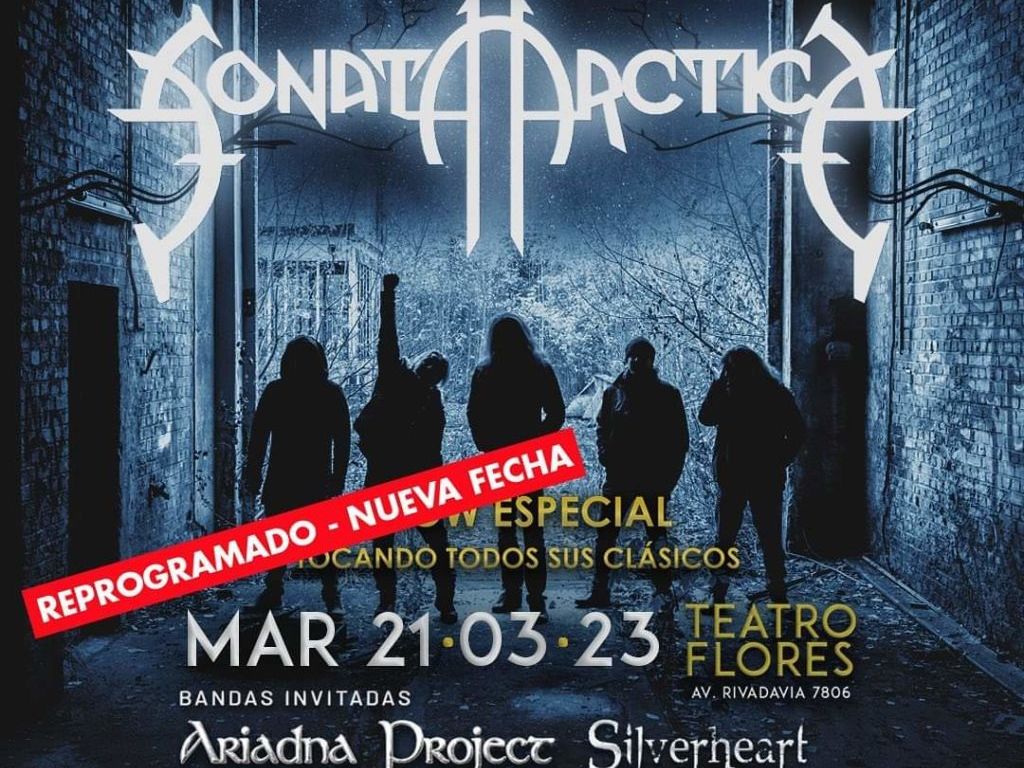 SONATA ARCTICA
REPROGRAMADO - NUEVA FECHA
ESPECIAL
TOCANDO TODOS SUS CLÁSICOS
MAR 21·03·23
TEATRO
FLORES
AV. RIVADAVIA 7806
BANDAS INVITADAS
Ariadna Project Silverheart